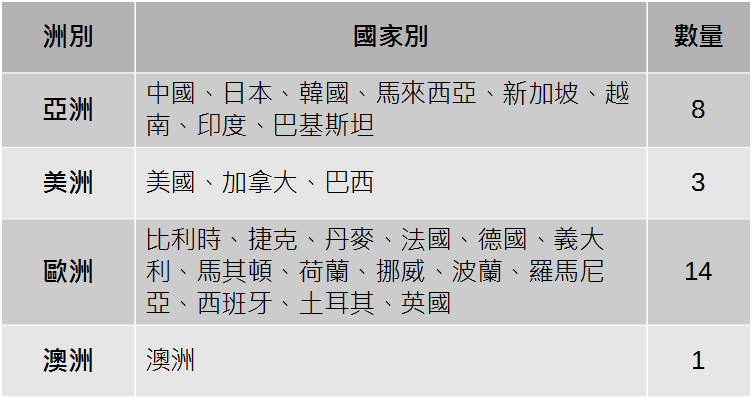 洲別 國家別 數量
亞洲 中國、日本、韓國、馬來西亞、新加坡、越 8
南、印度、巴基斯坦
美洲 美國、加拿大、巴西 3
比利時、捷克、丹麥、法國、德國、義大
歐洲 利、馬其頓、荷蘭、挪威、波蘭、羅馬尼 14
亞、西班牙、土耳其、英國
澳洲 澳洲 1